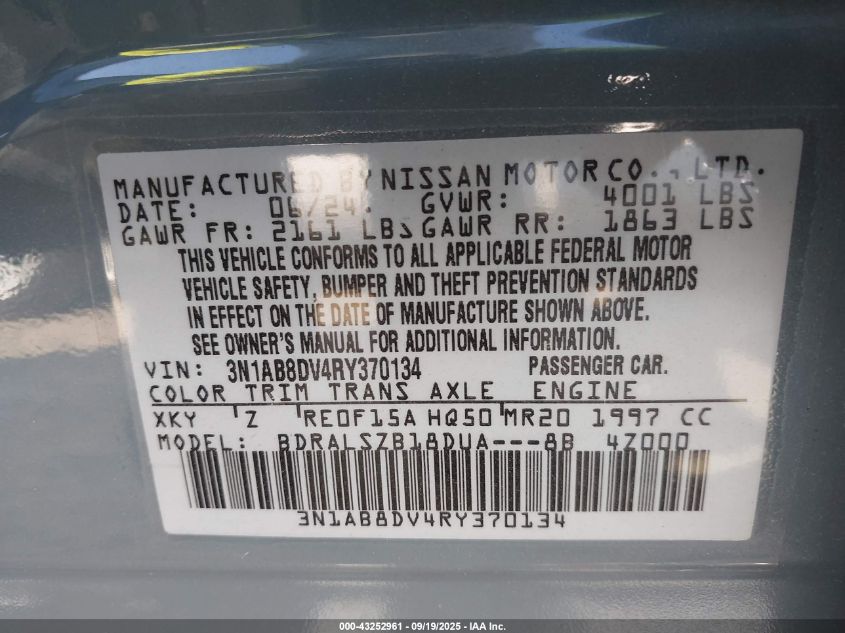 MANUFACTURED BY NISSAN MOTOR CO., LTD.
DATE: 06/24 GVWR: 4001 LBS
GAWR FR: 2161 LBS GAWR RR: 1863 LBS
THIS VEHICLE CONFORMS TO ALL APPLICABLE FEDERAL MOTOR
VEHICLE SAFETY, BUMPER AND THEFT PREVENTION STANDARDS
IN EFFECT ON THE DATE OF MANUFACTURE SHOWN ABOVE.
SEE OWNER'S MANUAL FOR ADDITIONAL INFORMATION.
VIN: 3N1AB8DV4RY370134 PASSENGER CAR.
COLOR TRIM TRANS AXLE ENGINE
XKY Z RE0F15A HQ50 MR20 1997 CC
MODEL: BDRALSZB18DUA---8B 4Z000
3N1AB8DV4RY370134
000-43252961 - 09/19/2025 - IAA Inc.